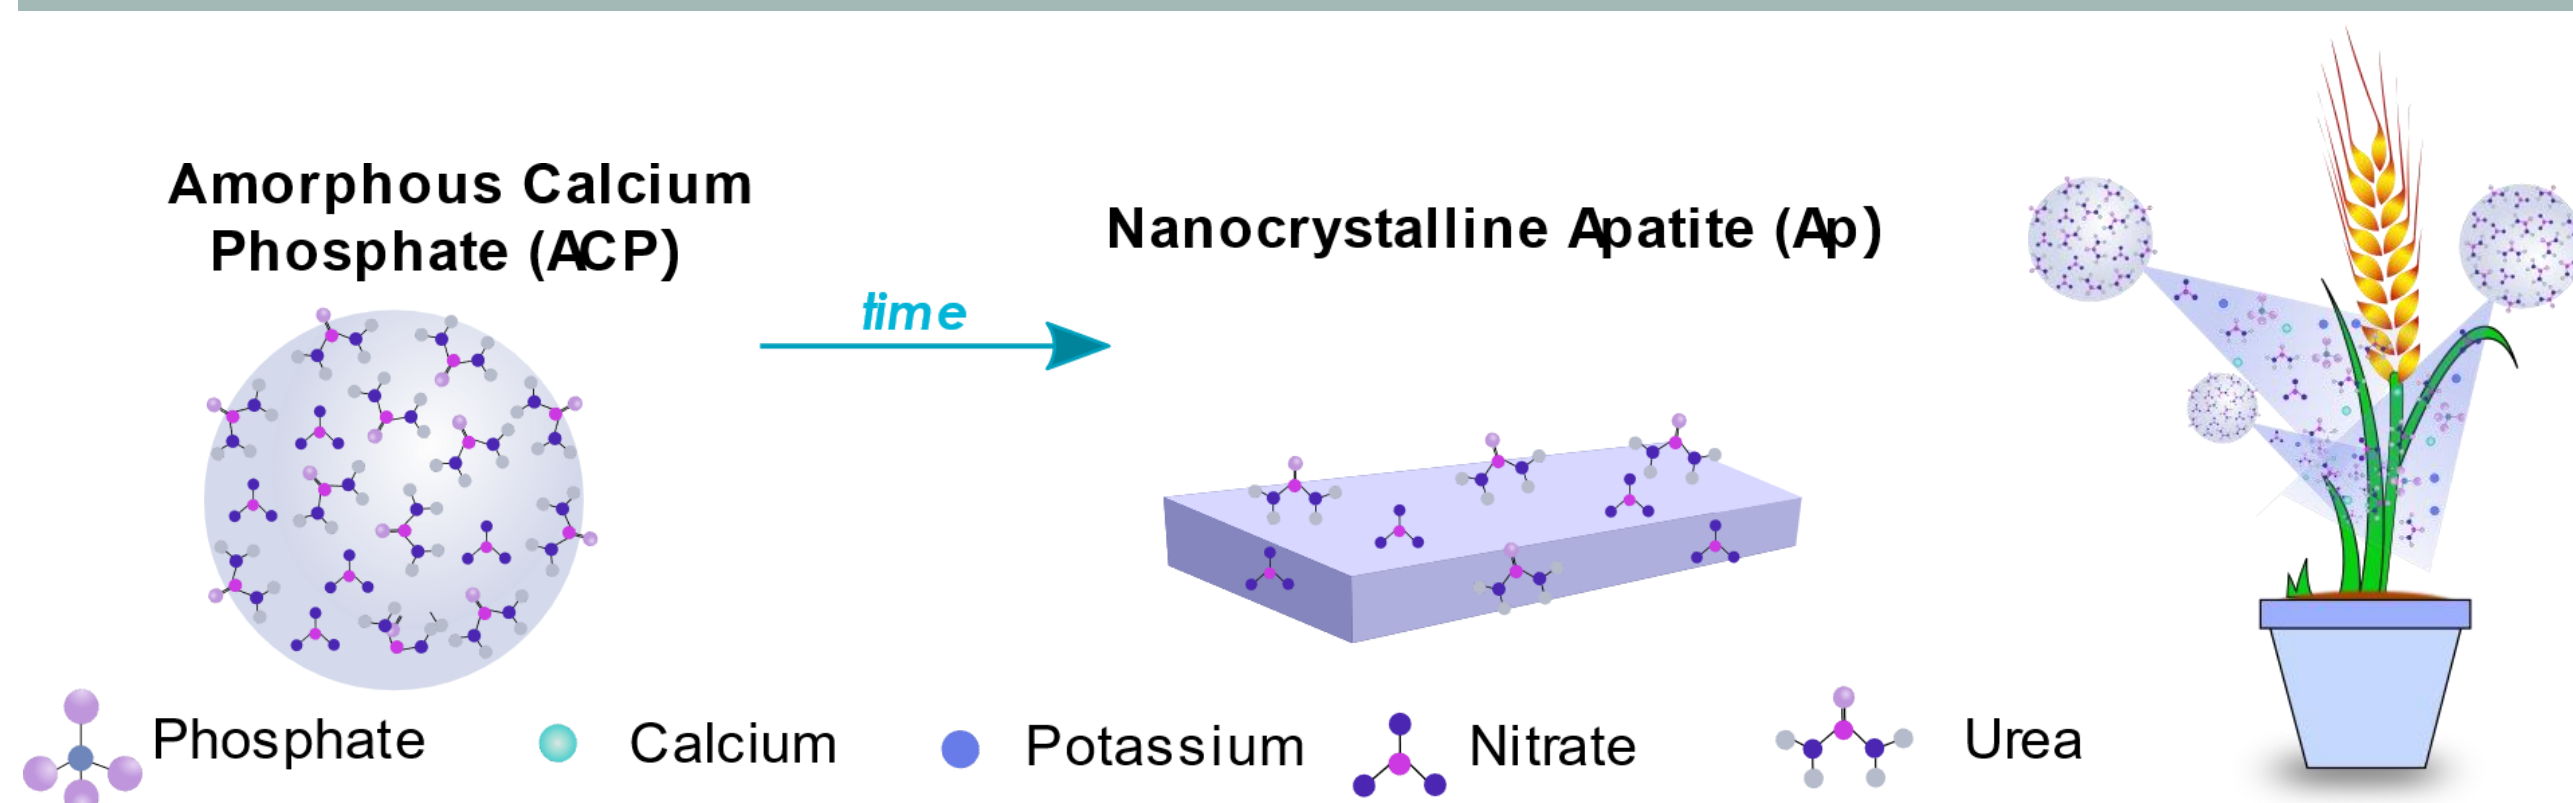 Amorphous Calcium
Phosphate (ACP)
time
Nanocrystalline Apatite (Ap)
Phosphate
Calcium
Potassium
Nitrate
Urea